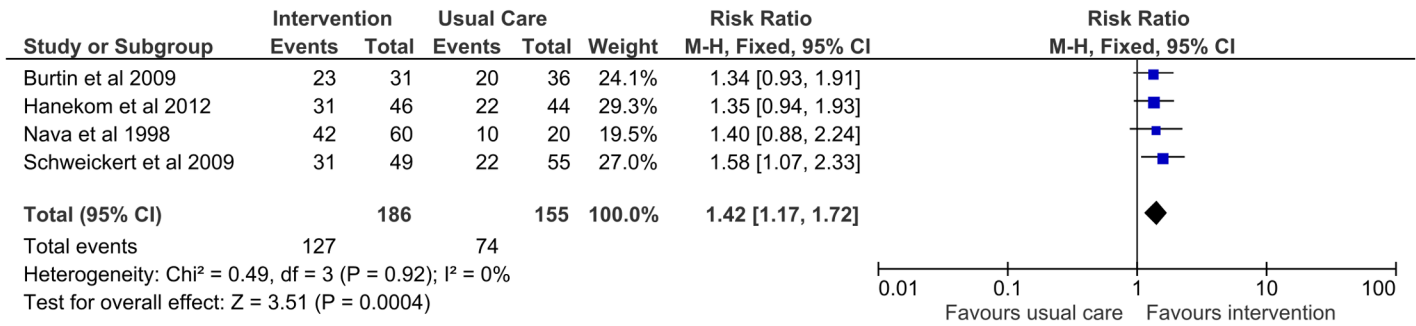 Intervention Usual Care Risk Ratio Risk Ratio
Study or Subgroup Events Total Events Total Weight M-H, Fixed, 95% CI M-H, Fixed, 95% CI
Burtin et al 2009 23 31 20 36 24.1% 1.34 [0.93, 1.91]
Hanekom et al 2012 31 46 22 44 29.3% 1.35 [0.94, 1.93]
Nava et al 1998 42 60 10 20 19.5% 1.40 [0.88, 2.24]
Schweickert et al 2009 31 49 22 55 27.0% 1.58 [1.07, 2.33]
Total (95% CI) 186 155 100.0% 1.42 [1.17, 1.72]
Total events 127 74
Heterogeneity: Chi² = 0.49, df = 3 (P = 0.92); I² = 0%
Test for overall effect: Z = 3.51 (P = 0.0004)
0.01 0.1 1 10 100
Favours usual care Favours intervention